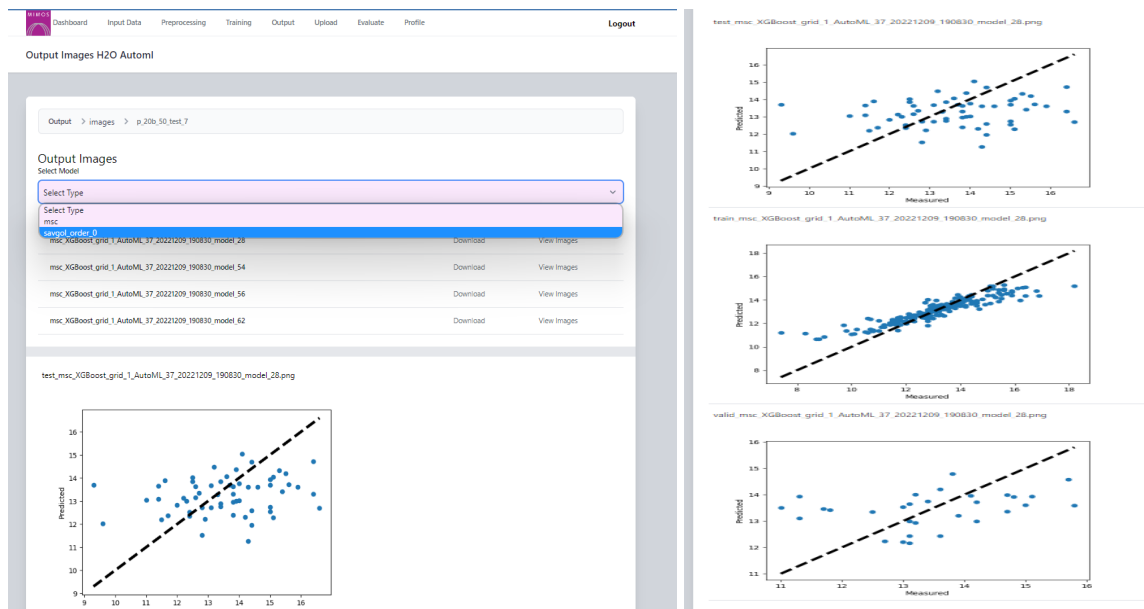 MIMOS
Dashboard Input Data Preprocessing Training Output Upload Evaluate Profile Logout
Output Images H2O Automl
Output > images > p_20b_50_test_7
Output Images
Select Model
Select Type
Select Type
msc
savgol_order_0
msc_XGBoost_grid_1_AutoML_37_20221209_190830_model_28 Download View Images
msc_XGBoost_grid_1_AutoML_37_20221209_190830_model_54 Download View Images
msc_XGBoost_grid_1_AutoML_37_20221209_190830_model_56 Download View Images
msc_XGBoost_grid_1_AutoML_37_20221209_190830_model_62 Download View Images
test_msc_XGBoost_grid_1_AutoML_37_20221209_190830_model_28.png
16
15
14
13
12
11
10
9
Predicted
9 10 11 12 13 14 15 16
test_msc_XGBoost_grid_1_AutoML_37_20221209_190830_model_28.png
16
15
14
13
12
11
10
9
Predicted
9 10 11 12 13 14 15 16
Measured
train_msc_XGBoost_grid_1_AutoML_37_20221209_190830_model_28.png
18
16
14
12
10
8
Predicted
8 10 12 14 16 18
Measured
valid_msc_XGBoost_grid_1_AutoML_37_20221209_190830_model_28.png
16
15
14
13
12
11
Predicted
11 12 13 14 15 16
Measured